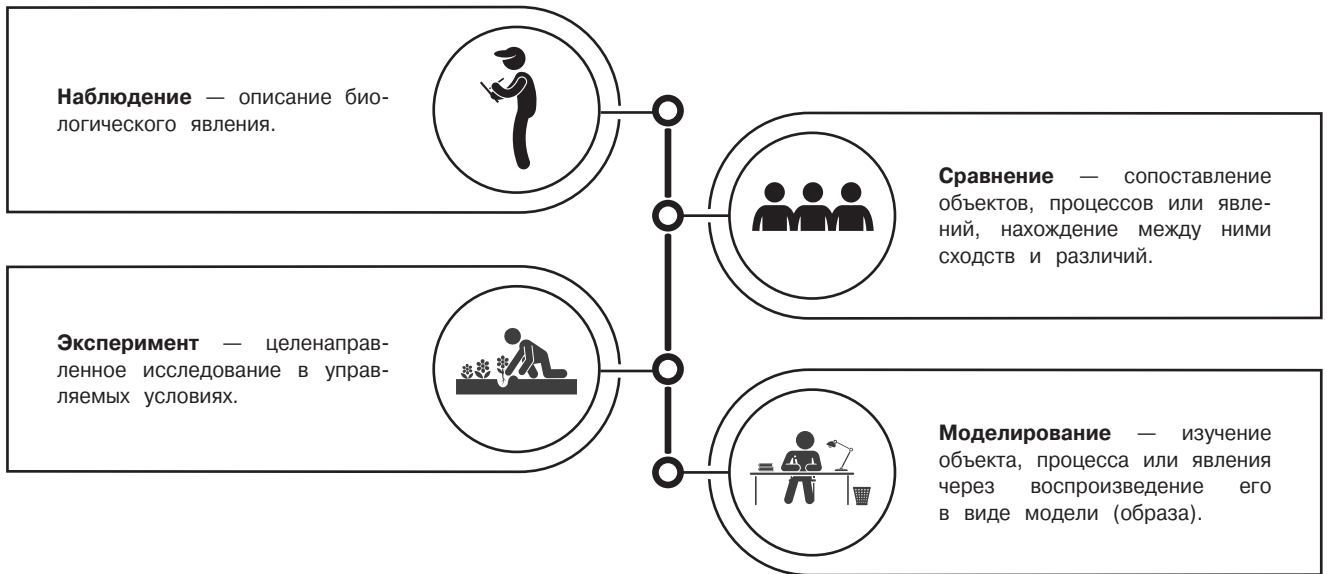 Наблюдение — описание био-
логического явления.
Сравнение — сопоставление
объектов, процессов или явле-
ний, нахождение между ними
сходств и различий.
Эксперимент — целенаправ-
ленное исследование в управ-
ляемых условиях.
Моделирование — изучение
объекта, процесса или явления
через воспроизведение его
в виде модели (образа).